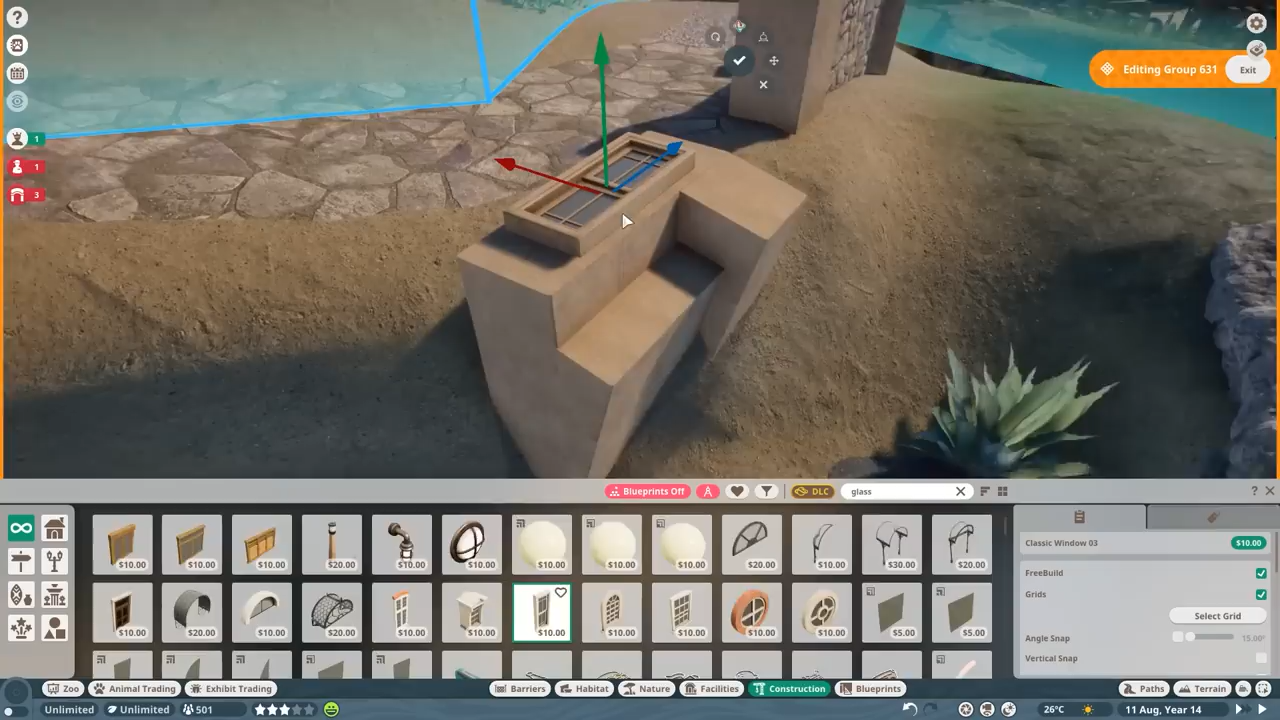 ?
Editing Group 631
Exit
1
1
3
Blueprints Off
DLC
glass
?
$10.00 $10.00 $10.00 $20.00 $10.00 $10.00 $10.00 $10.00 $10.00 $20.00 $10.00 $30.00 $20.00
$10.00 $20.00 $10.00 $20.00 $10.00 $10.00 $10.00 $10.00 $10.00 $10.00 $10.00 $5.00 $5.00
Classic Window 03
$10.00
FreeBuild
Grids
Select Grid
Angle Snap
15.00°
Vertical Snap
Zoo
Animal Trading
Exhibit Trading
Barriers
Habitat
Nature
Facilities
Construction
Blueprints
Paths
Terrain
Unlimited
Unlimited
501
26°C
11 Aug, Year 14